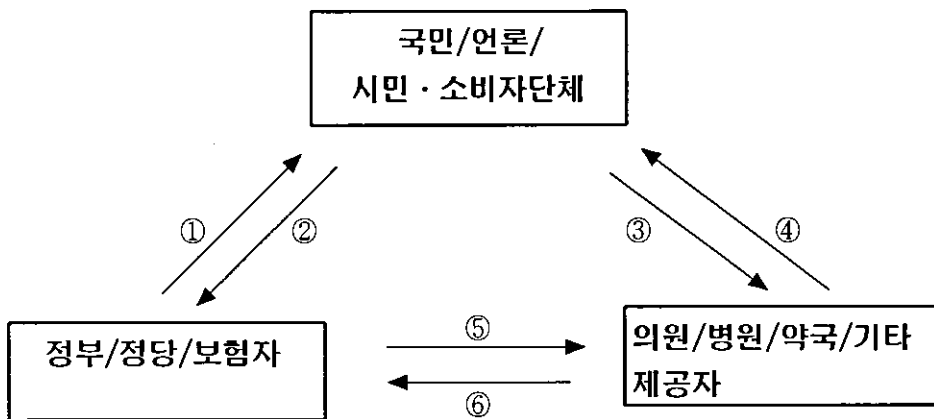 국민/언론/
시민 · 소비자단체
①
②
③
④
정부/정당/보험자
⑤
⑥
의원/병원/약국/기타
제공자